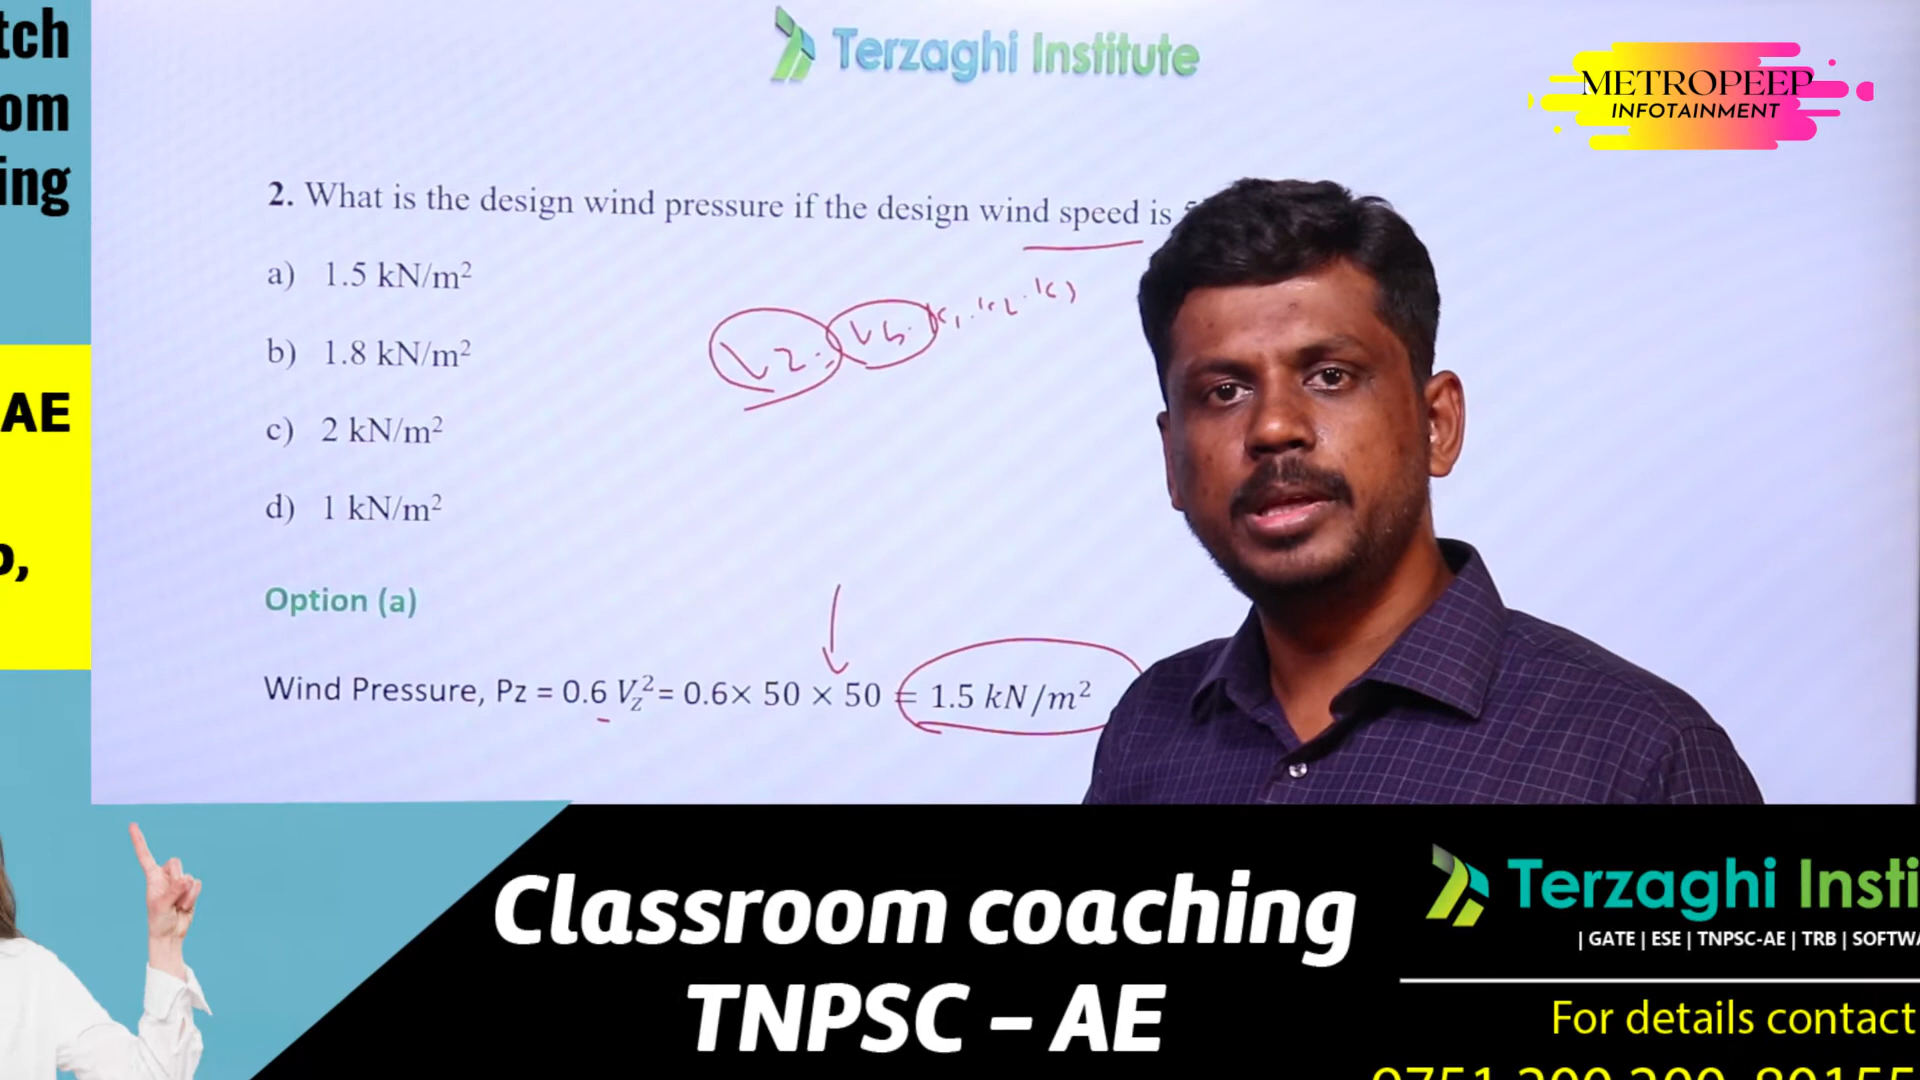 tch
om
ing
AE
Terzaghi Institute
METROPEEP
INFOTAINMENT
2. What is the design wind pressure if the design wind speed is
a) 1.5 kN/m²
b) 1.8 kN/m²
c) 2 kN/m²
d) 1 kN/m²
Option (a)
Wind Pressure, Pz = 0.6 V_z² = 0.6× 50 × 50 = 1.5 kN/m²
Classroom coaching
TNPSC – AE
Terzaghi Insti
| GATE | ESE | TNPSC-AE | TRB | SOFTWA
For details contact